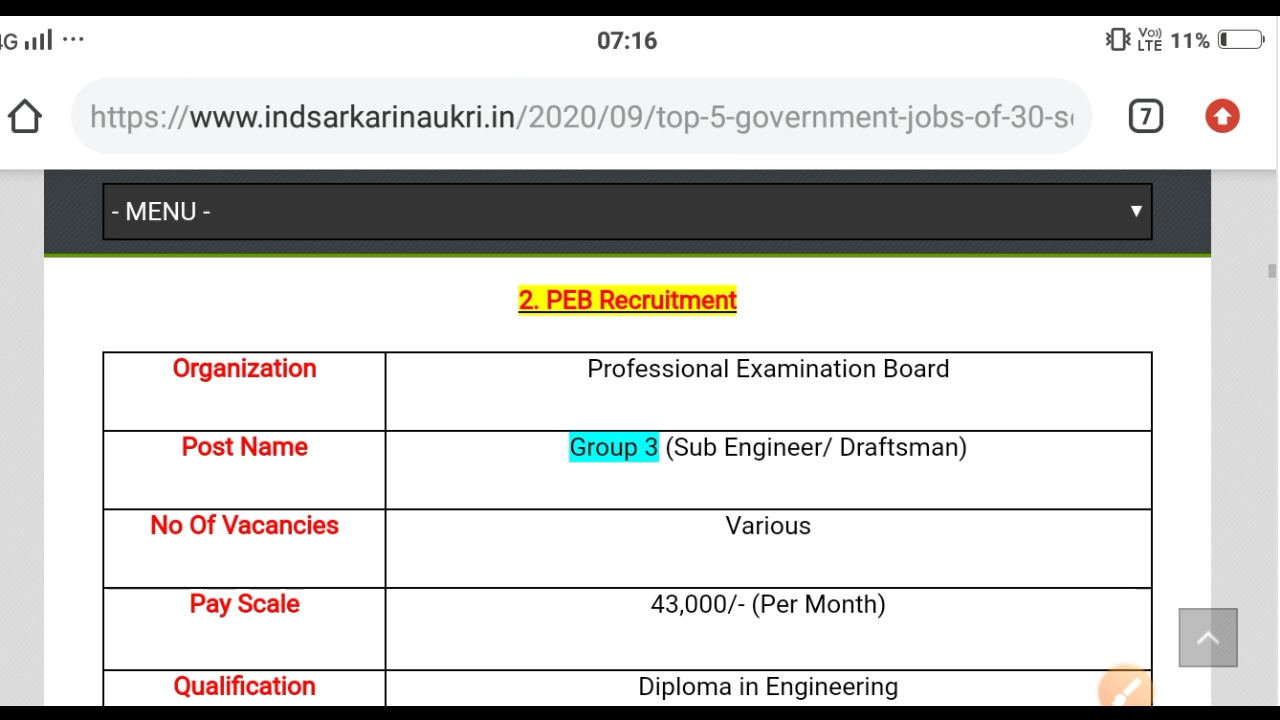 4G ... 07:16 Vo)) LTE 11%
https://www.indsarkarinaukri.in/2020/09/top-5-government-jobs-of-30-s 7
- MENU - ▼
2. PEB Recruitment
Organization Professional Examination Board
Post Name Group 3 (Sub Engineer/ Draftsman)
No Of Vacancies Various
Pay Scale 43,000/- (Per Month)
Qualification Diploma in Engineering